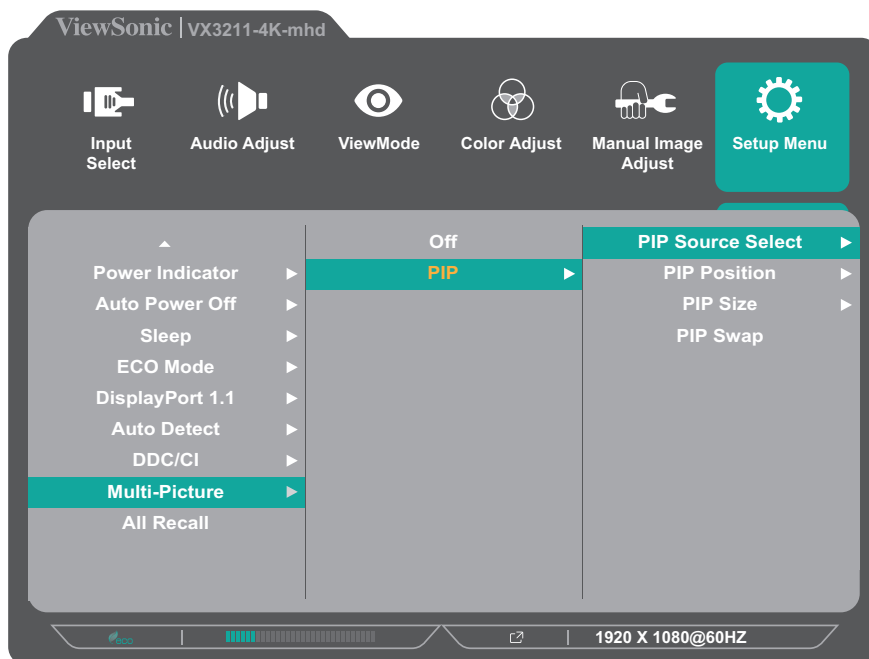 ViewSonic | VX3211-4K-mhd
Input Select
Audio Adjust
ViewMode
Color Adjust
Manual Image Adjust
Setup Menu
Power Indicator
Auto Power Off
Sleep
ECO Mode
DisplayPort 1.1
Auto Detect
DDC/CI
Multi-Picture
All Recall
Off
PIP
PIP Source Select
PIP Position
PIP Size
PIP Swap
eco
1920 X 1080@60HZ